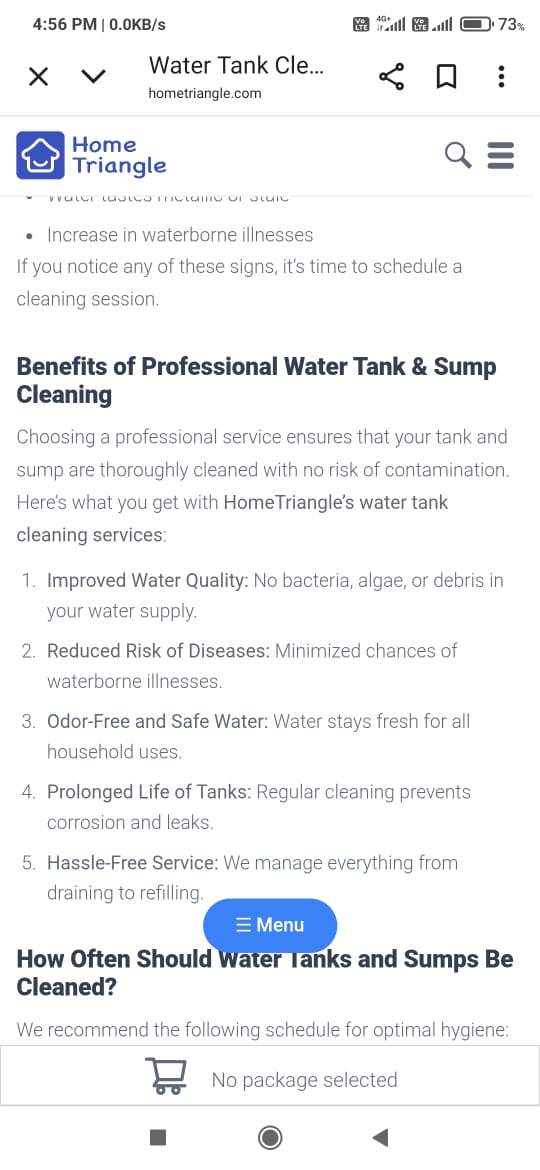 4:56 PM | 0.0KB/s
Vo LTE 4G+ Vo LTE 73%
Water Tank Cle...
hometriangle.com
Home
Triangle
• Water tastes metallic or stale
• Increase in waterborne illnesses
If you notice any of these signs, it's time to schedule a
cleaning session.
Benefits of Professional Water Tank & Sump
Cleaning
Choosing a professional service ensures that your tank and
sump are thoroughly cleaned with no risk of contamination.
Here's what you get with HomeTriangle's water tank
cleaning services:
1. Improved Water Quality: No bacteria, algae, or debris in
your water supply.
2. Reduced Risk of Diseases: Minimized chances of
waterborne illnesses.
3. Odor-Free and Safe Water: Water stays fresh for all
household uses.
4. Prolonged Life of Tanks: Regular cleaning prevents
corrosion and leaks.
5. Hassle-Free Service: We manage everything from
draining to refilling.
☰ Menu
How Often Should Water Tanks and Sumps Be
Cleaned?
We recommend the following schedule for optimal hygiene:
No package selected